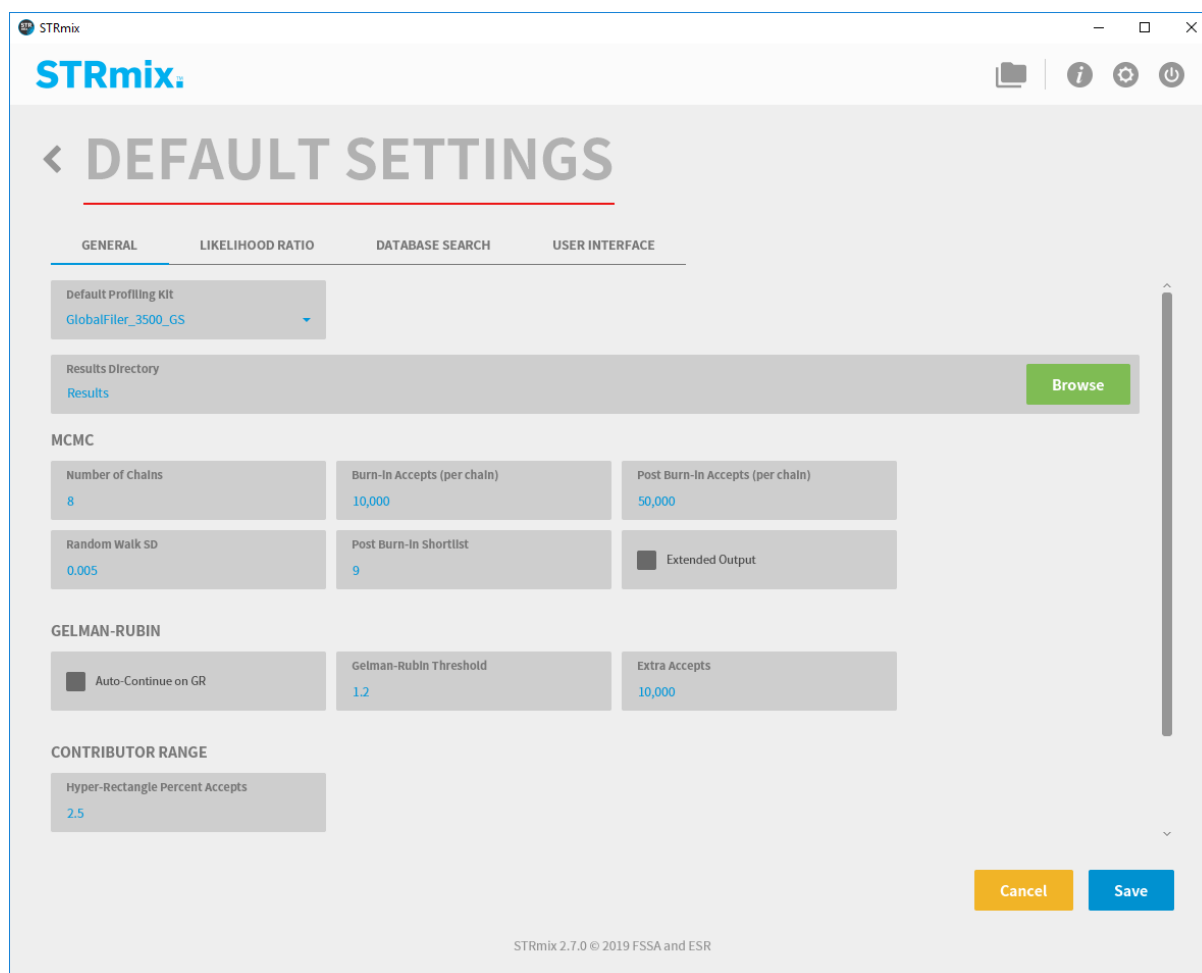 STRmix
STRmix.™
DEFAULT SETTINGS
GENERAL LIKELIHOOD RATIO DATABASE SEARCH USER INTERFACE
Default Profiling Kit
GlobalFiler_3500_GS
Results Directory
Results
Browse
MCMC
Number of Chains Burn-in Accepts (per chain) Post Burn-in Accepts (per chain)
8 10,000 50,000
Random Walk SD Post Burn-in Shortlist
0.005 9 Extended Output
GELMAN-RUBIN
Auto-Continue on GR Gelman-Rubin Threshold Extra Accepts
1.2 10,000
CONTRIBUTOR RANGE
Hyper-Rectangle Percent Accepts
2.5
Cancel Save
STRmix 2.7.0 © 2019 FSSA and ESR